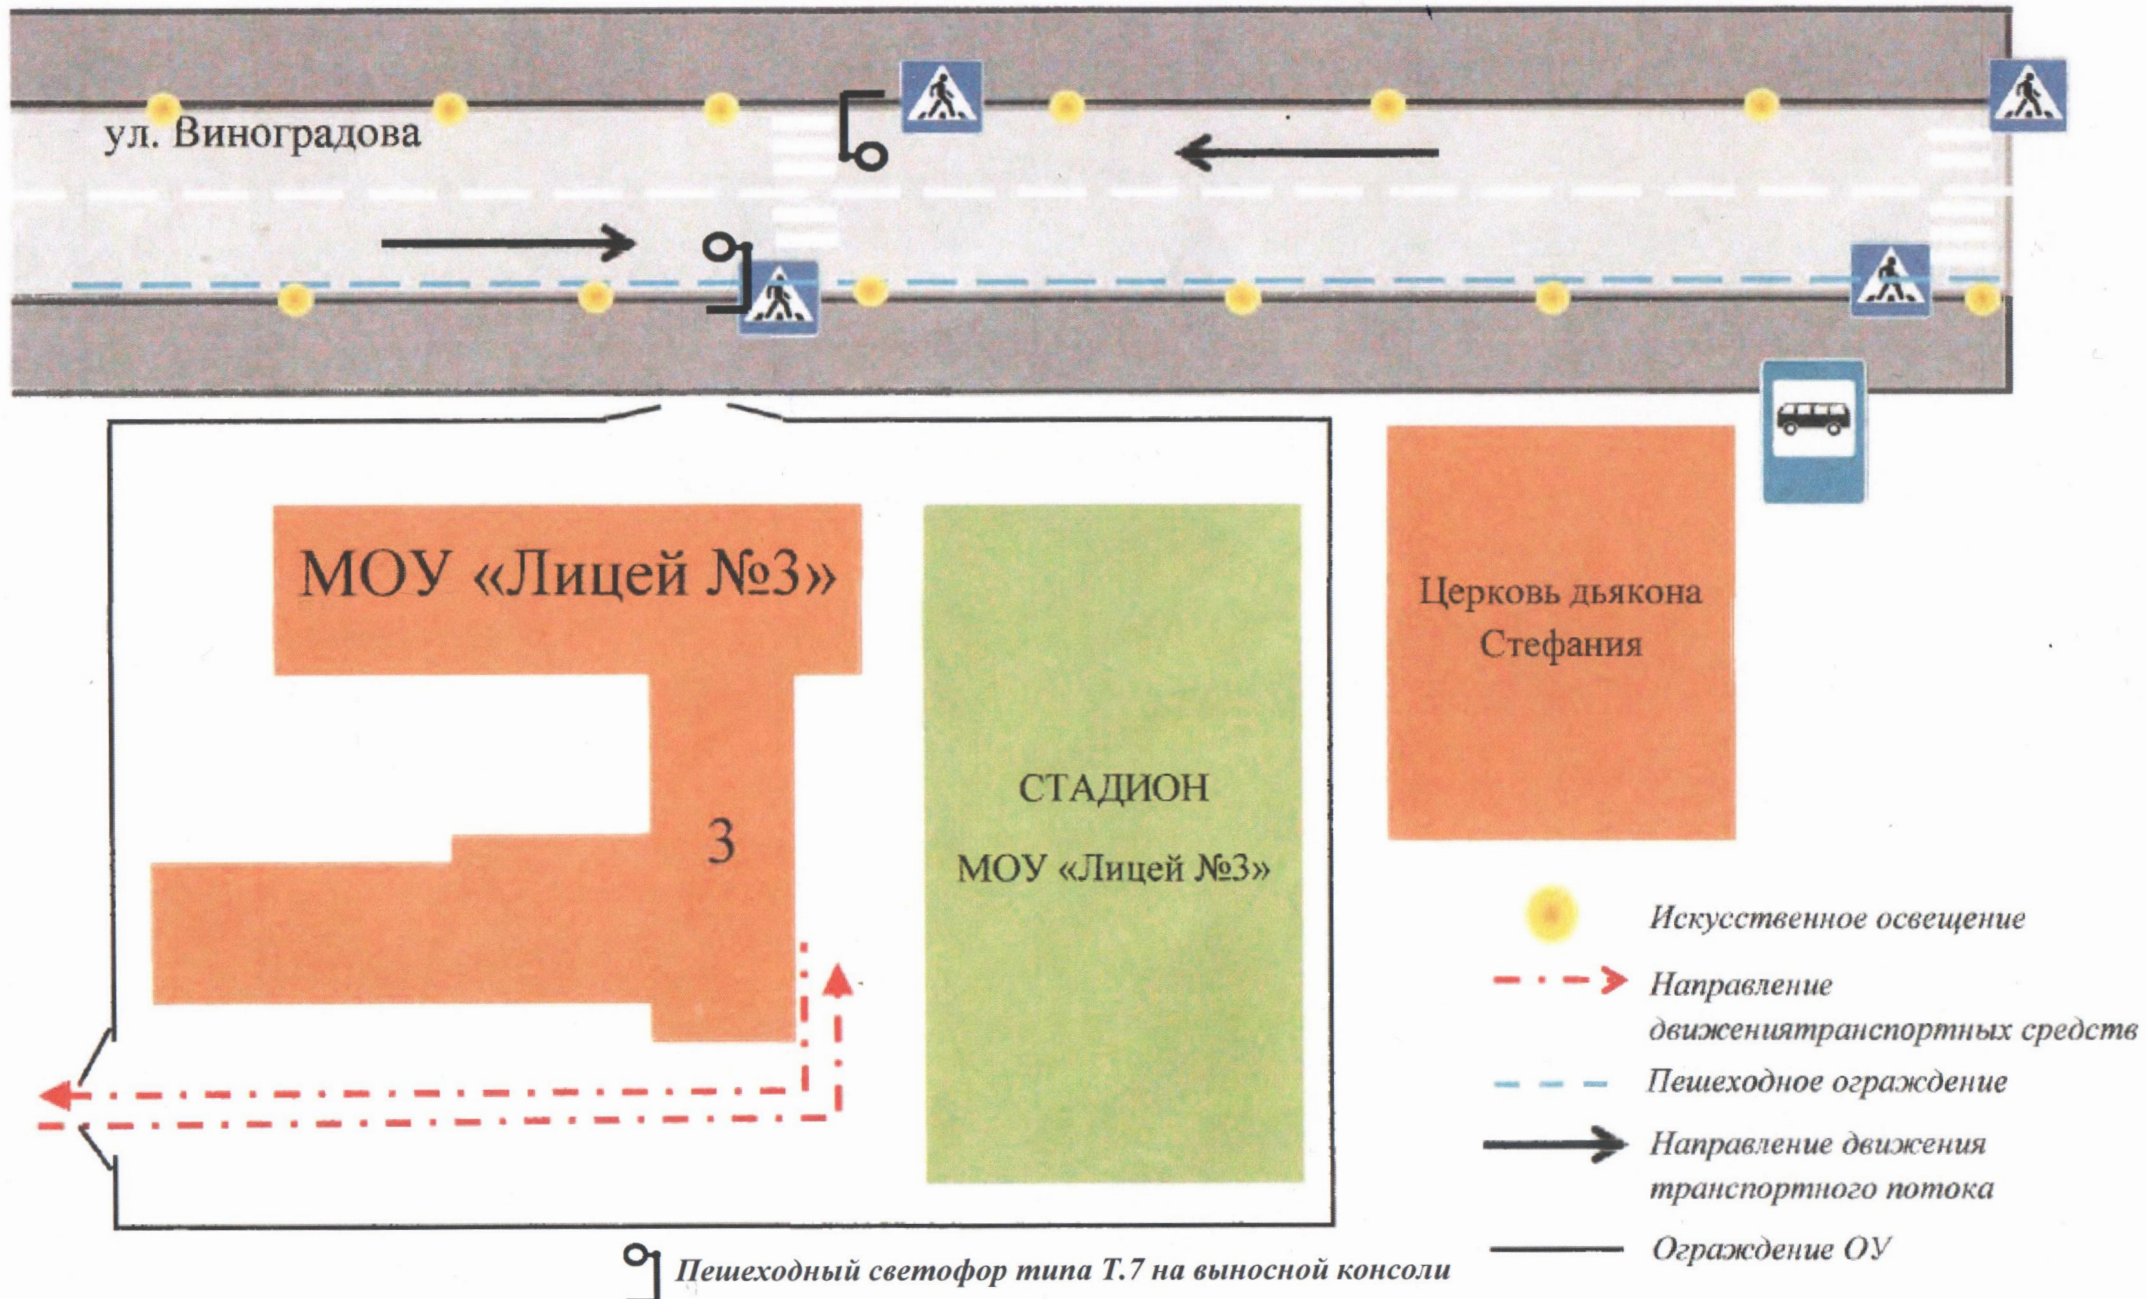 ул. Виноградова
МОУ «Лицей №3»
3
СТАДИОН
МОУ «Лицей №3»
Церковь дьякона
Стефания
Искусственное освещение
Направление
движениятранспортных средств
Пешеходное ограждение
Направление движения
транспортного потока
Ограждение ОУ
Пешеходный светофор типа Т.7 на выносной консоли